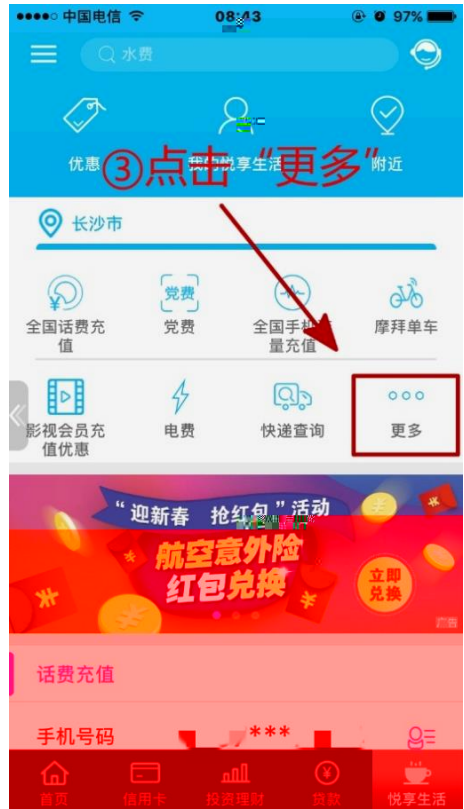 中国电信 08:43 97%
水费
优惠 我的悦享生活 附近
③点击“更多”
长沙市
全国话费充值 党费 党费 全国手机流量充值 摩拜单车
影视会员充值优惠 电费 快递查询 更多
“迎新春 抢红包”活动
航空意外险
红包兑换
立即
兑换
广告
话费充值
手机号码 ***
首页 信用卡 投资理财 贷款 悦享生活